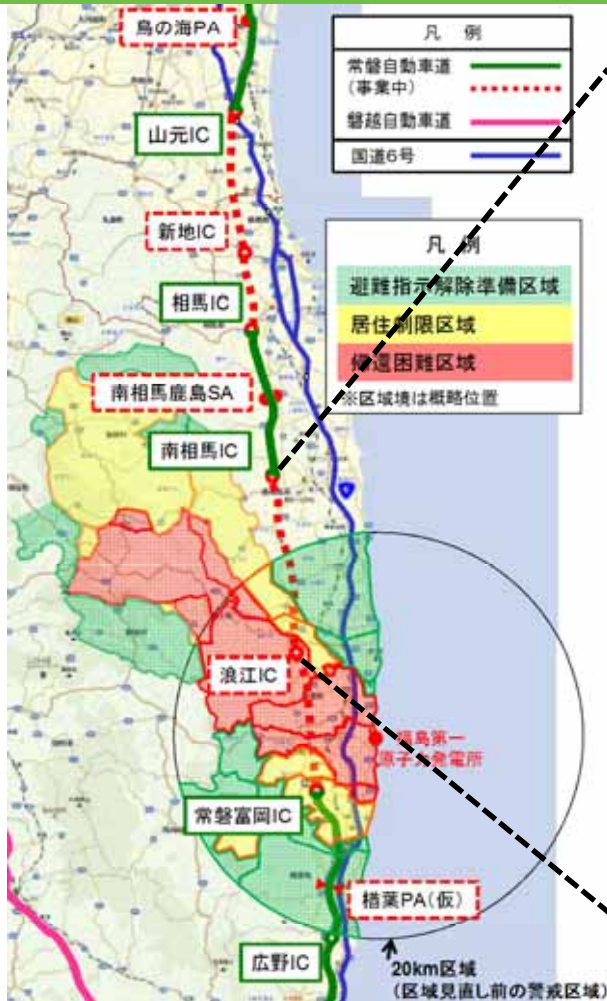 鳥の海PA
山元IC
新地IC
相馬IC
南相馬鹿島SA
南相馬IC
浪江IC
常磐富岡IC
楢葉PA(仮)
広野IC
福島第一
原子力発電所
20km区域
(区域見直し前の警戒区域)
凡 例
常磐自動車道
(事業中)
磐越自動車道
国道6号
凡 例
避難指示解除準備区域
居住制限区域
帰還困難区域
※区域境は概略位置